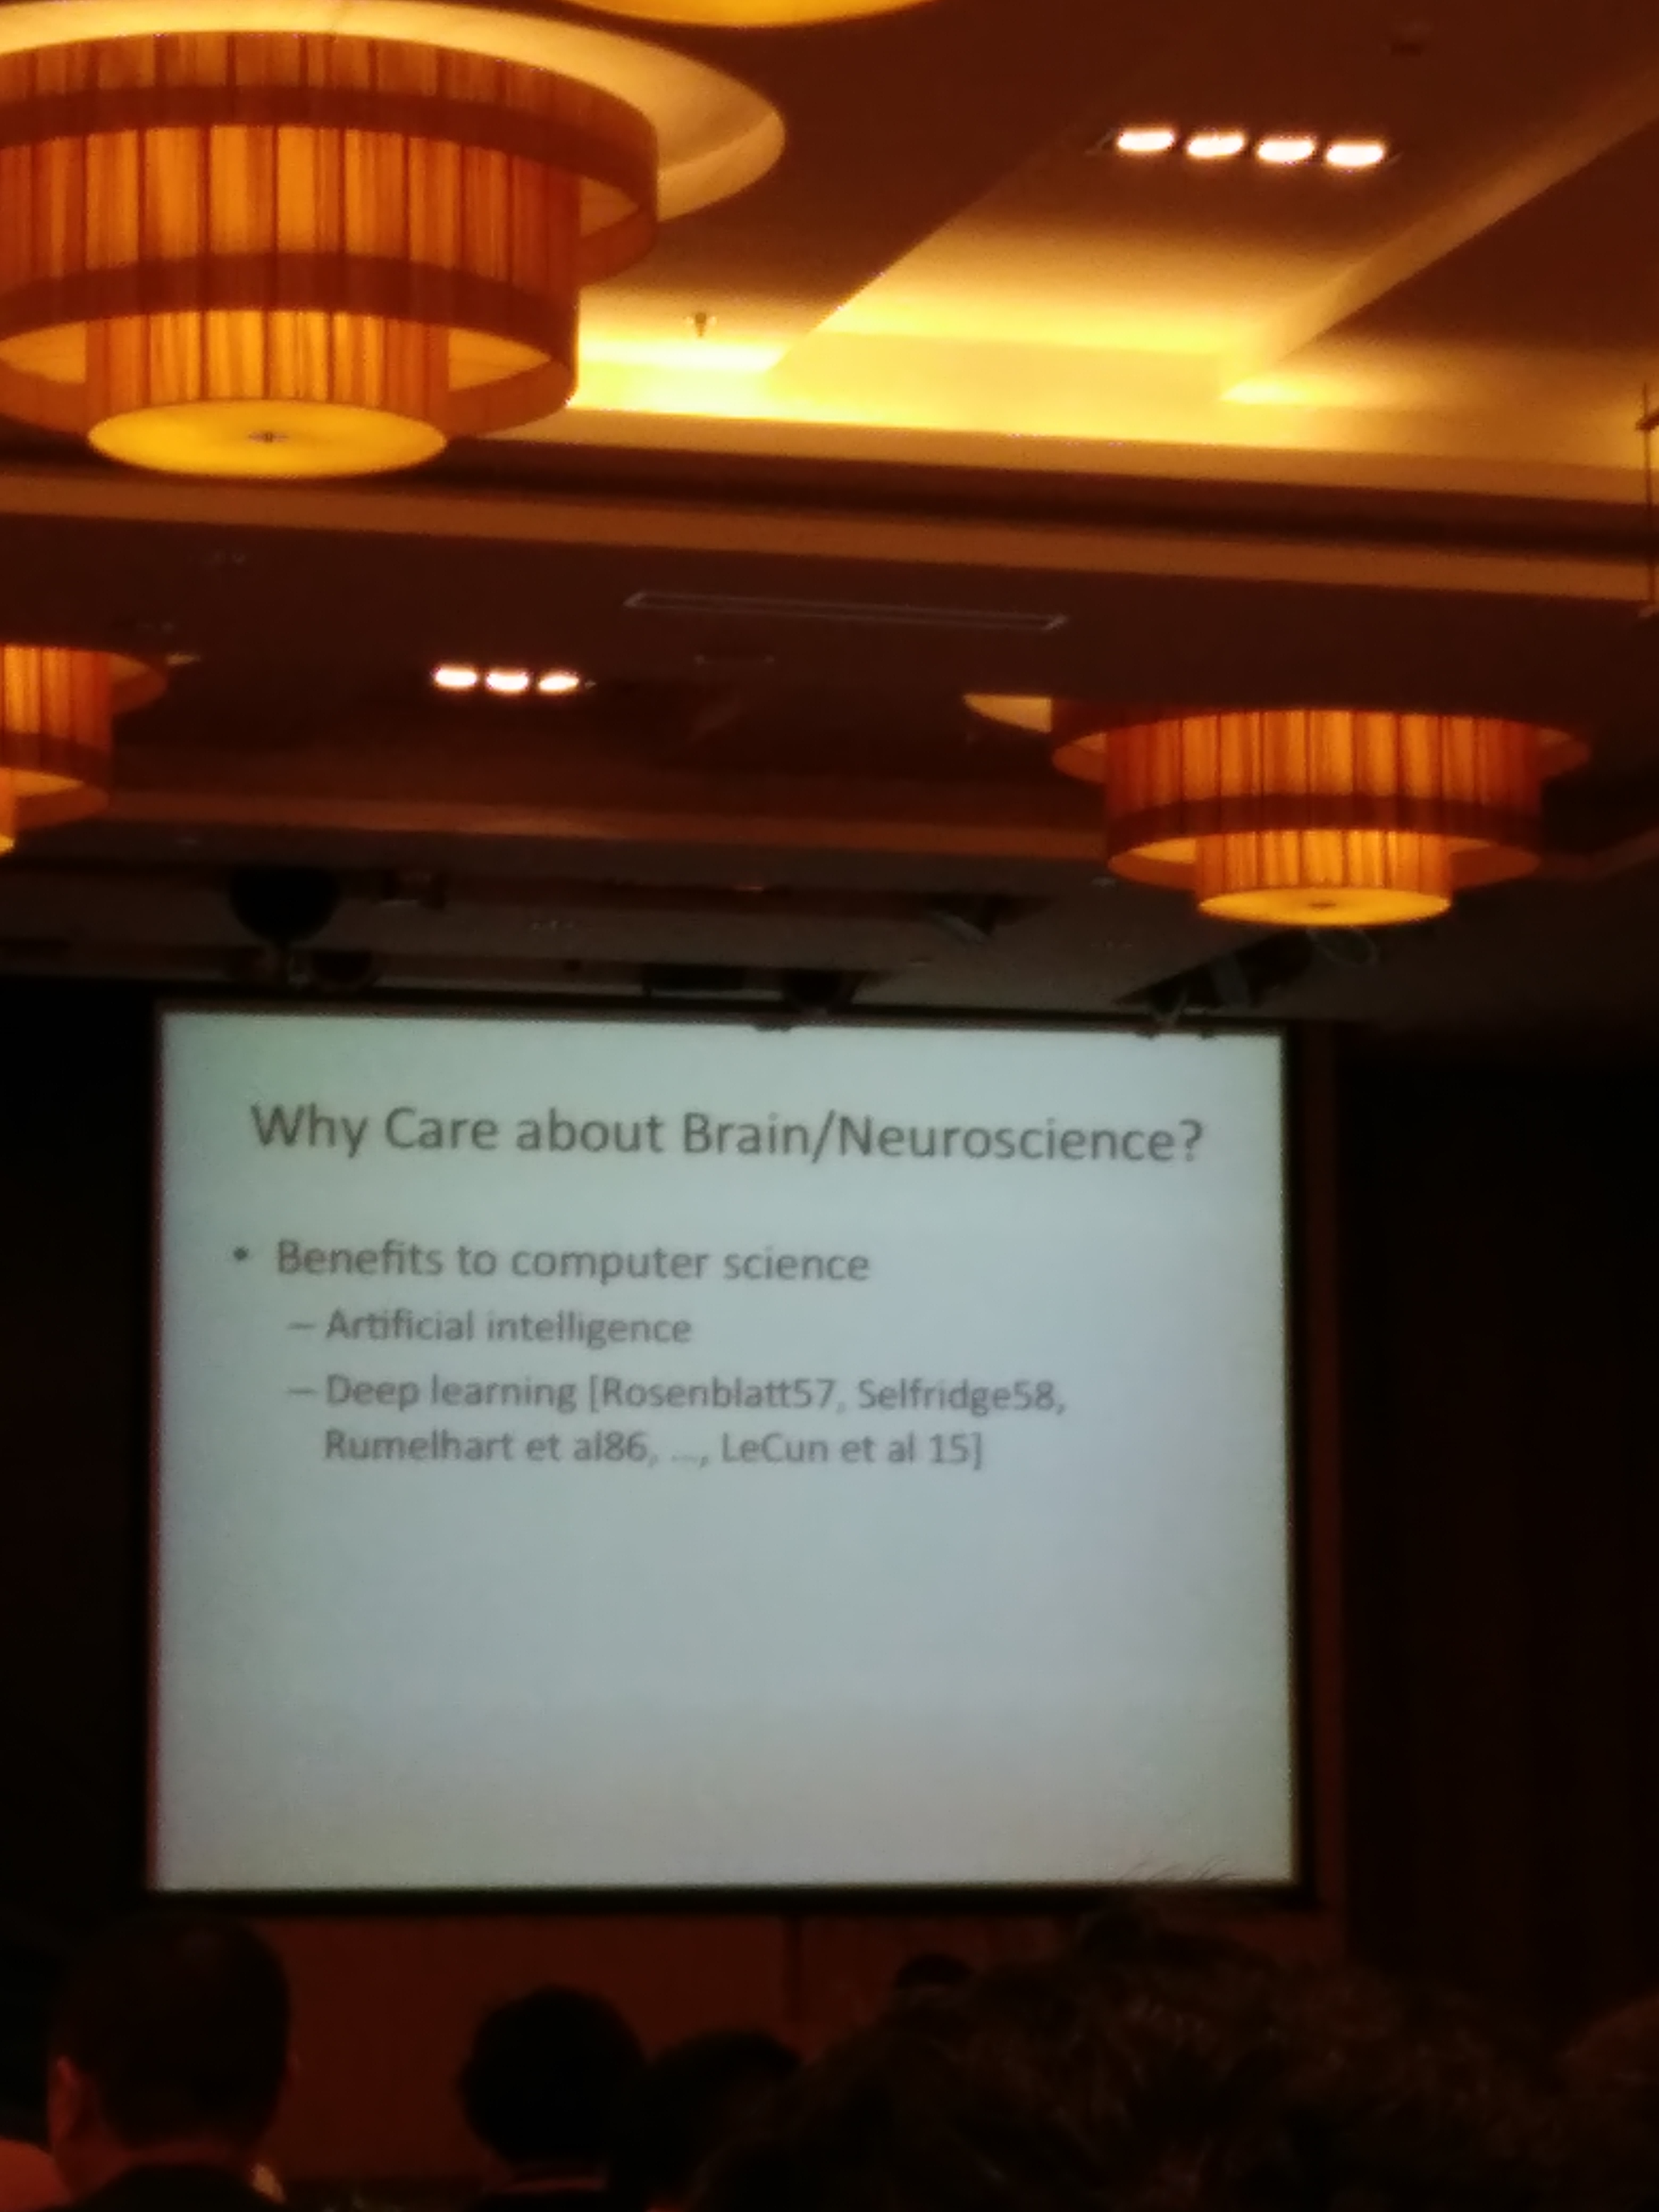 Why Care about Brain/Neuroscience?
• Benefits to computer science
– Artificial intelligence
– Deep learning [Rosenblatt57, Selfridge58,
Rumelhart et al86, ..., LeCun et al 15]